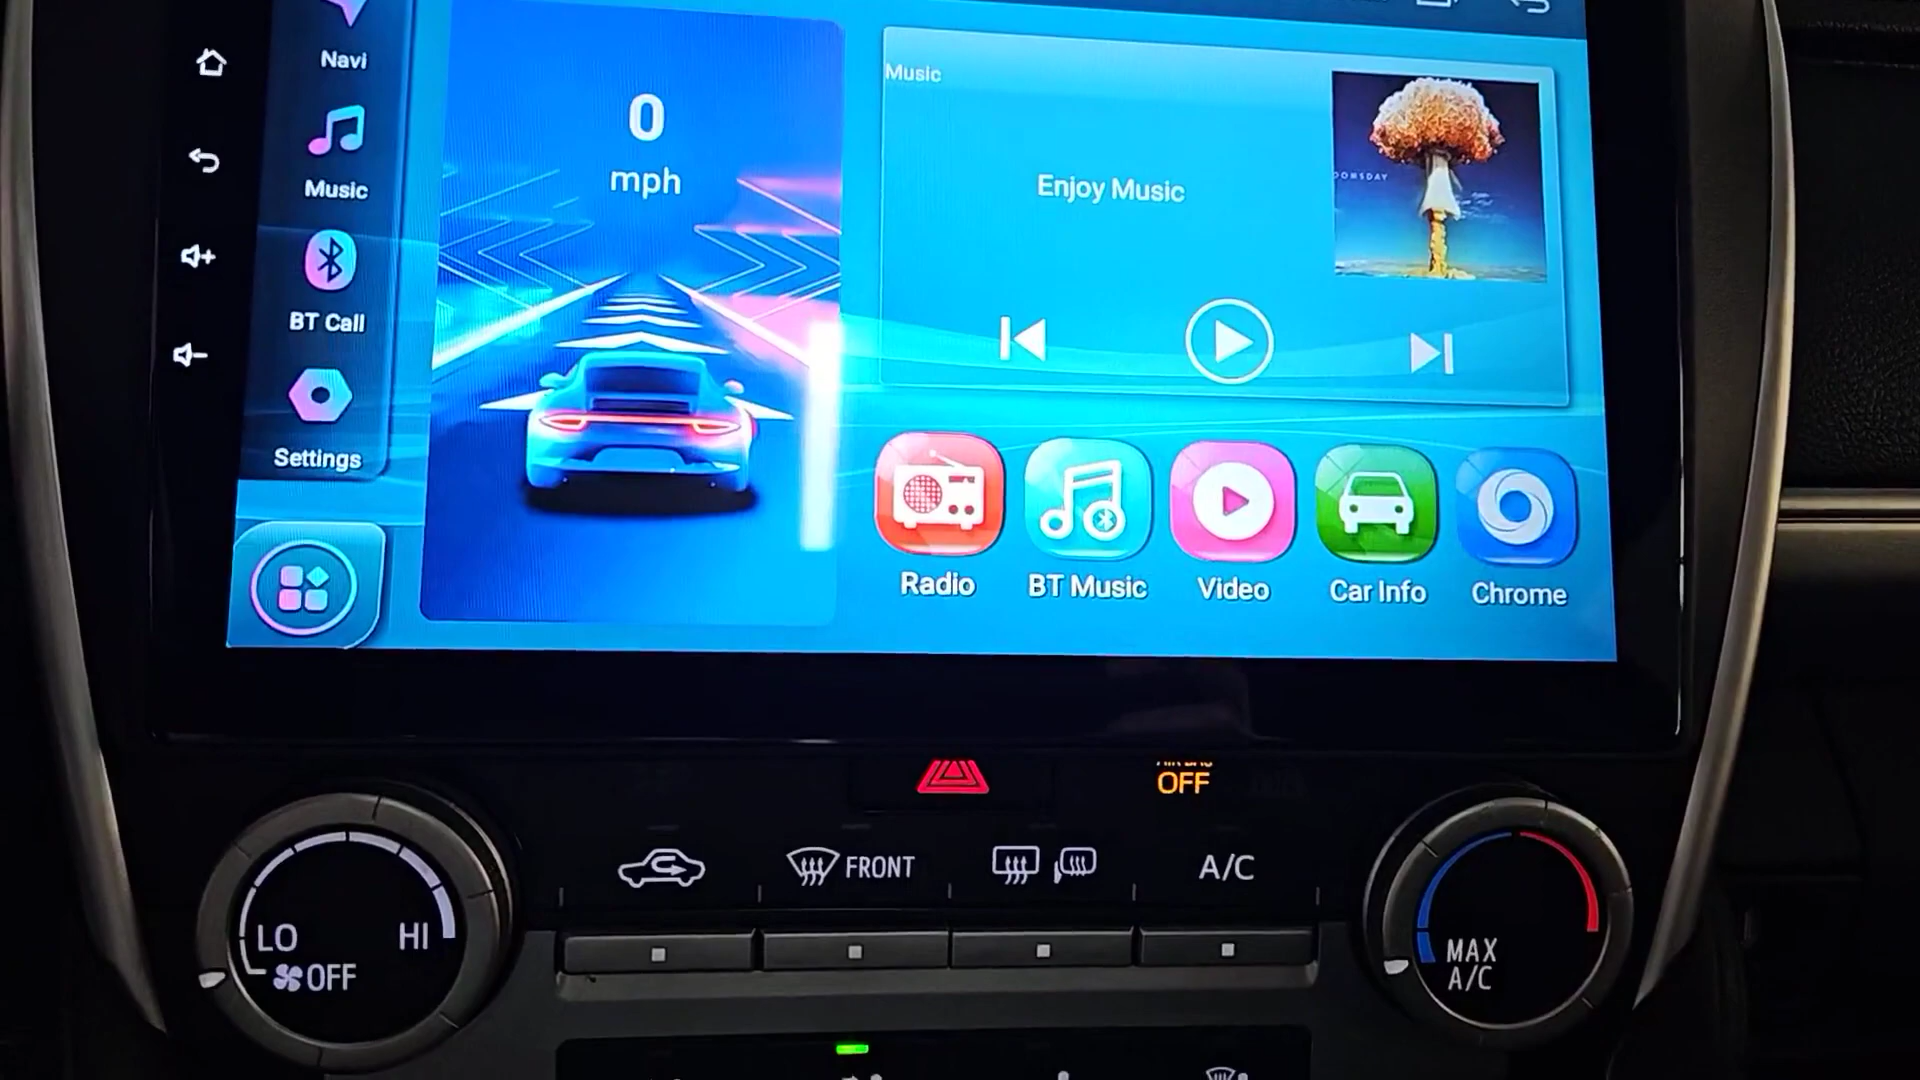 Navi
Music
BT Call
Settings
0
mph
Music
Enjoy Music
Radio
BT Music
Video
Car Info
Chrome
OFF
FRONT
A/C
LO
HI
OFF
MAX
A/C